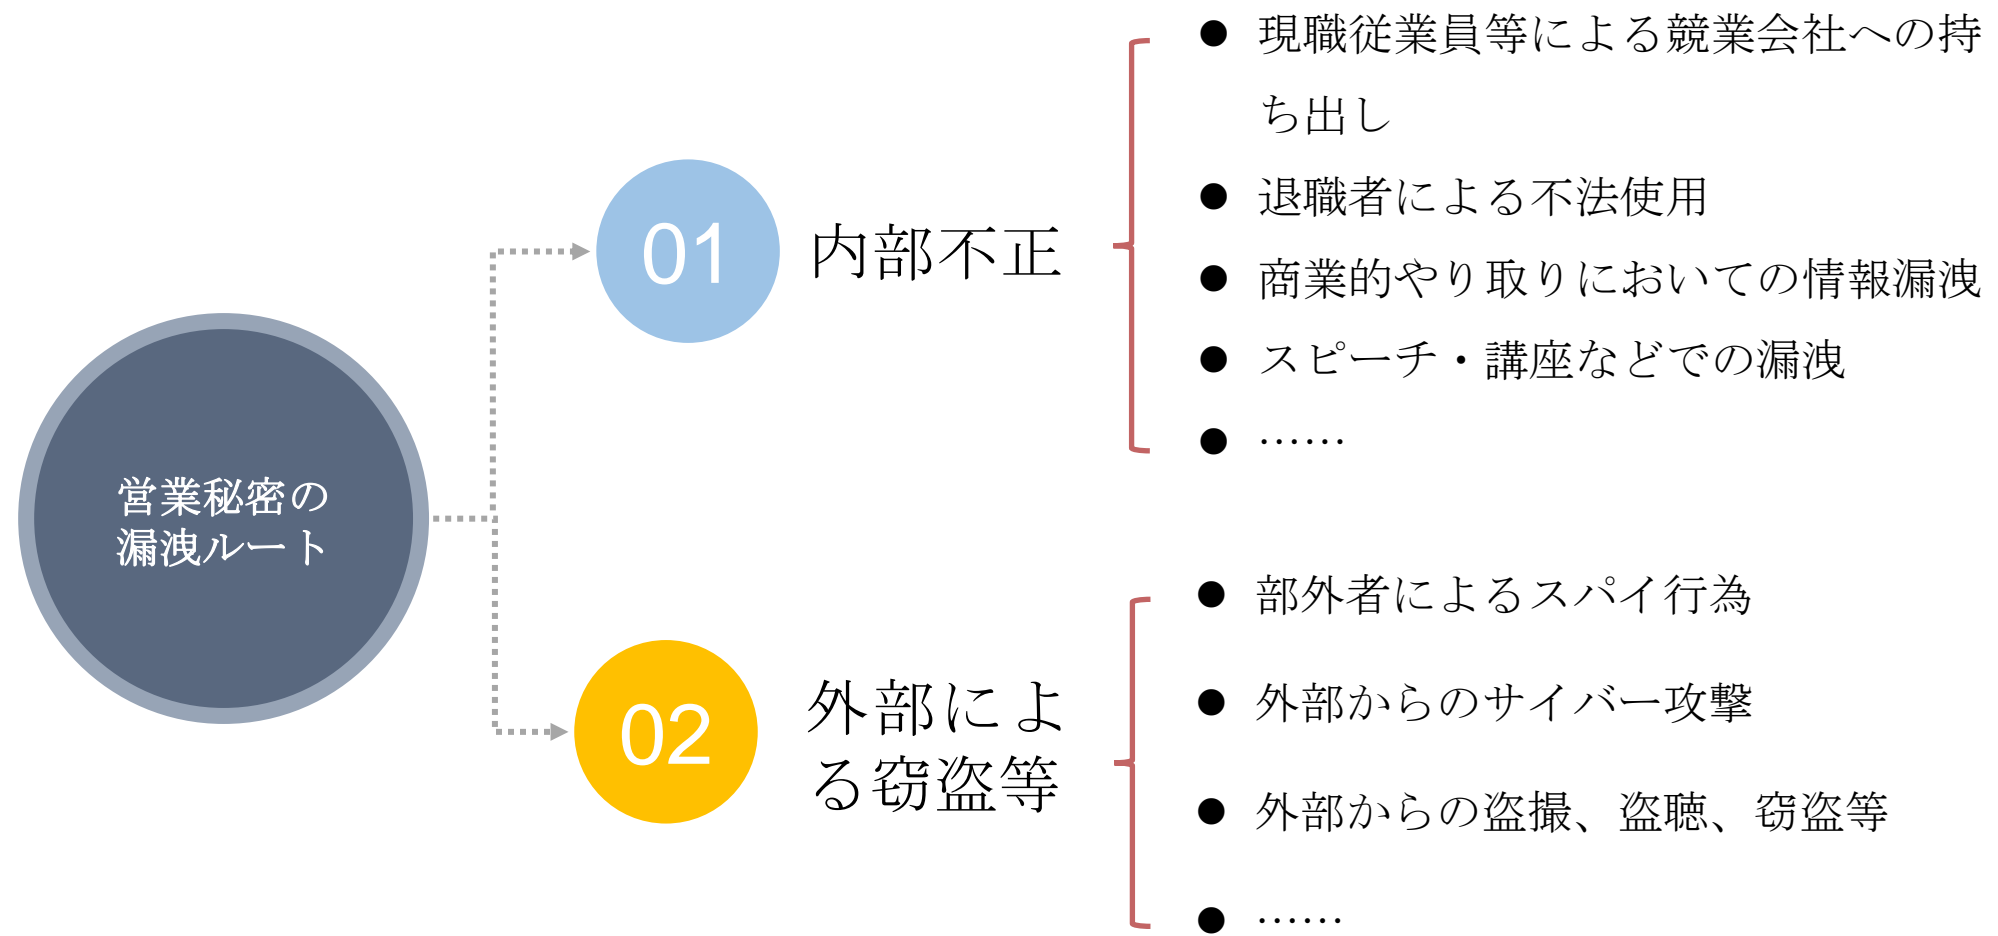 営業秘密の
漏洩ルート
01
内部不正
● 現職従業員等による競業会社への持
ち出し
● 退職者による不法使用
● 商業的やり取りにおいての情報漏洩
● スピーチ・講座などでの漏洩
● ……
02
外部によ
る窃盗等
● 部外者によるスパイ行為
● 外部からのサイバー攻撃
● 外部からの盗撮、盗聴、窃盗等
● ……